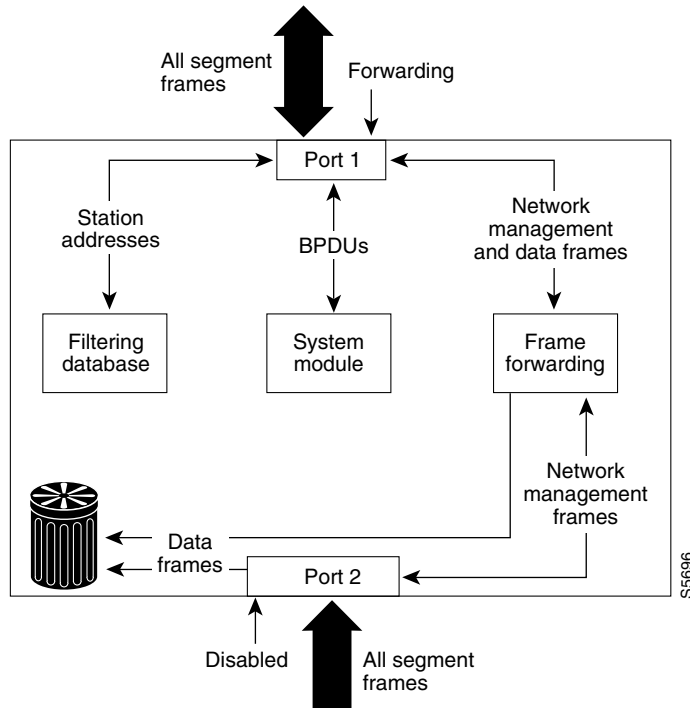 All segment
frames
Forwarding
Port 1
Station
addresses
BPDUs
Network
management
and data frames
Filtering
database
System
module
Frame
forwarding
Network
management
frames
Data
frames
Port 2
Disabled
All segment
frames
S5696